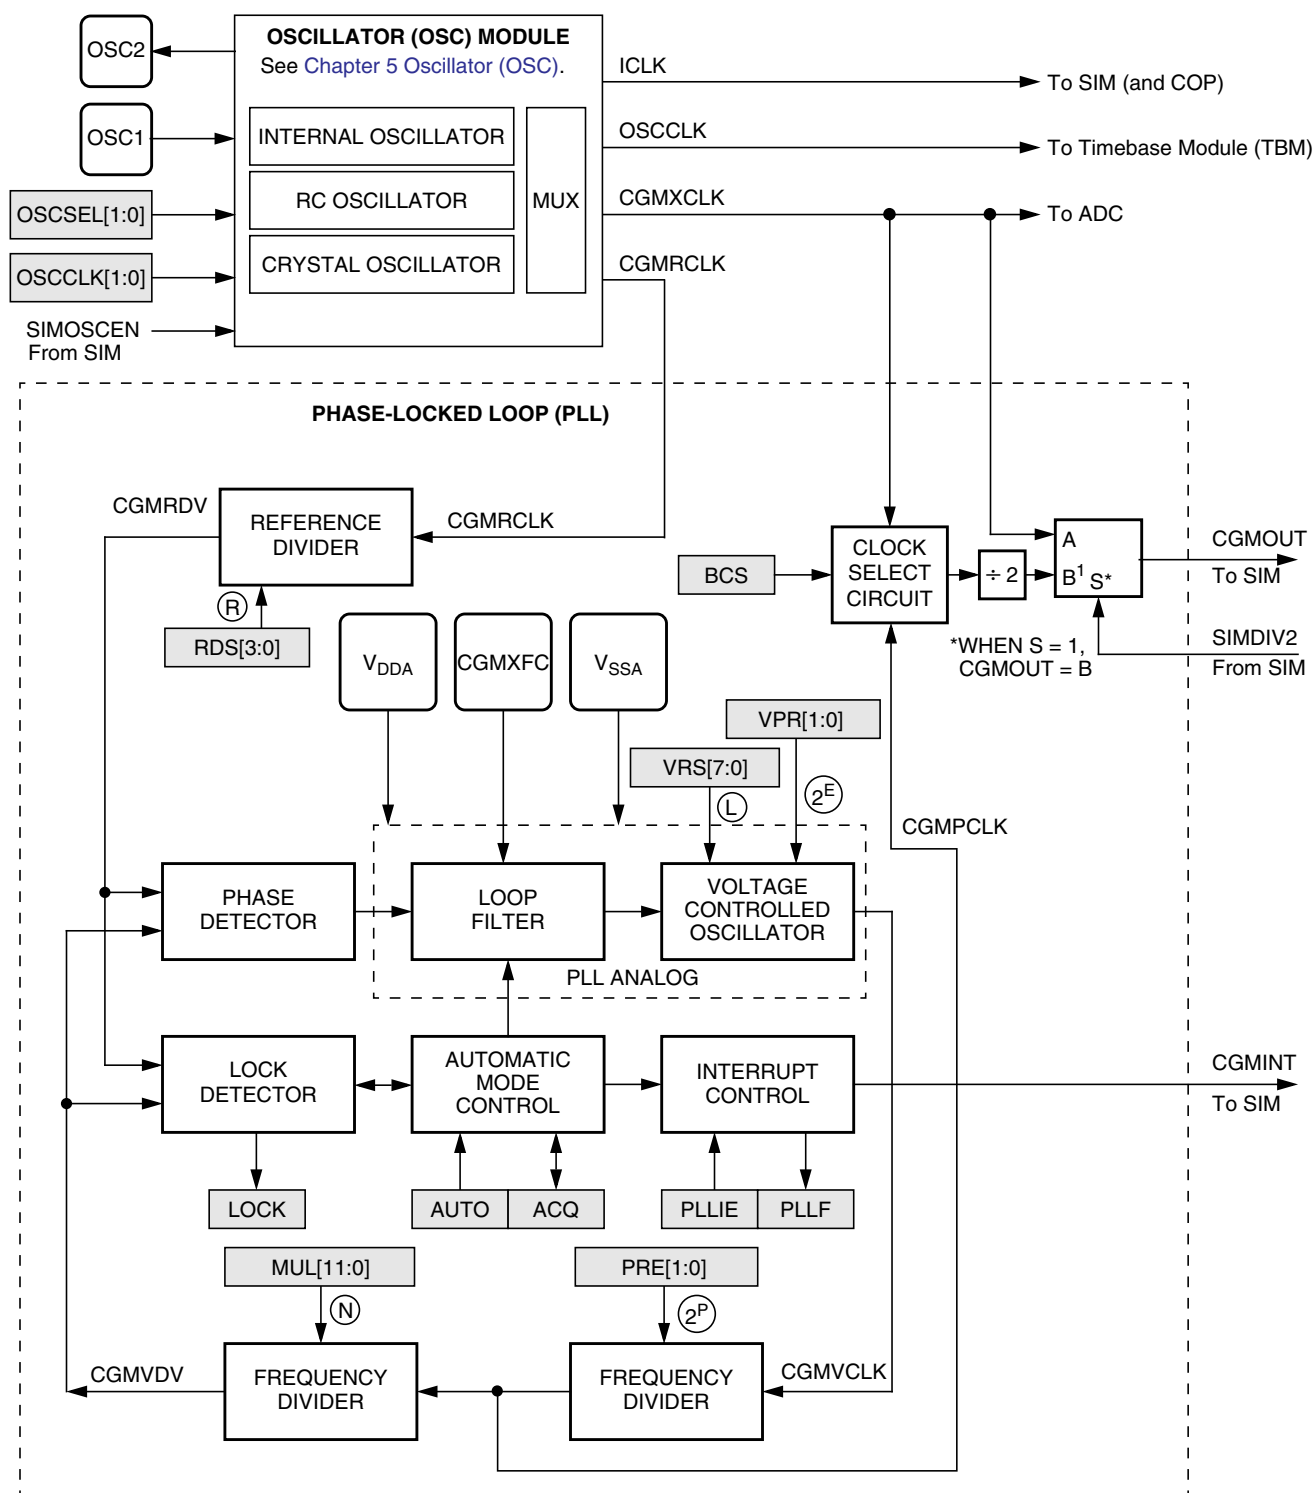 OSCILLATOR (OSC) MODULE
See Chapter 5 Oscillator (OSC).
OSC2
OSC1
OSCSEL[1:0]
OSCCLK[1:0]
SIMOSCEN
From SIM
INTERNAL OSCILLATOR
RC OSCILLATOR
CRYSTAL OSCILLATOR
MUX
ICLK
To SIM (and COP)
OSCCLK
To Timebase Module (TBM)
CGMXCLK
To ADC
CGMRCLK
PHASE-LOCKED LOOP (PLL)
CGMRDV
REFERENCE
DIVIDER
CGMRCLK
R
RDS[3:0]
BCS
CLOCK
SELECT
CIRCUIT
÷ 2
A
B1 S*
CGMOUT
To SIM
*WHEN S = 1,
CGMOUT = B
SIMDIV2
From SIM
VDDA
CGMXFC
VSSA
VPR[1:0]
VRS[7:0]
L
2E
CGMPCLK
PHASE
DETECTOR
LOOP
FILTER
VOLTAGE
CONTROLLED
OSCILLATOR
PLL ANALOG
LOCK
DETECTOR
AUTOMATIC
MODE
CONTROL
INTERRUPT
CONTROL
CGMINT
To SIM
LOCK
AUTO
ACQ
PLLIE
PLLF
MUL[11:0]
PRE[1:0]
N
2P
CGMVDV
FREQUENCY
DIVIDER
FREQUENCY
DIVIDER
CGMVCLK